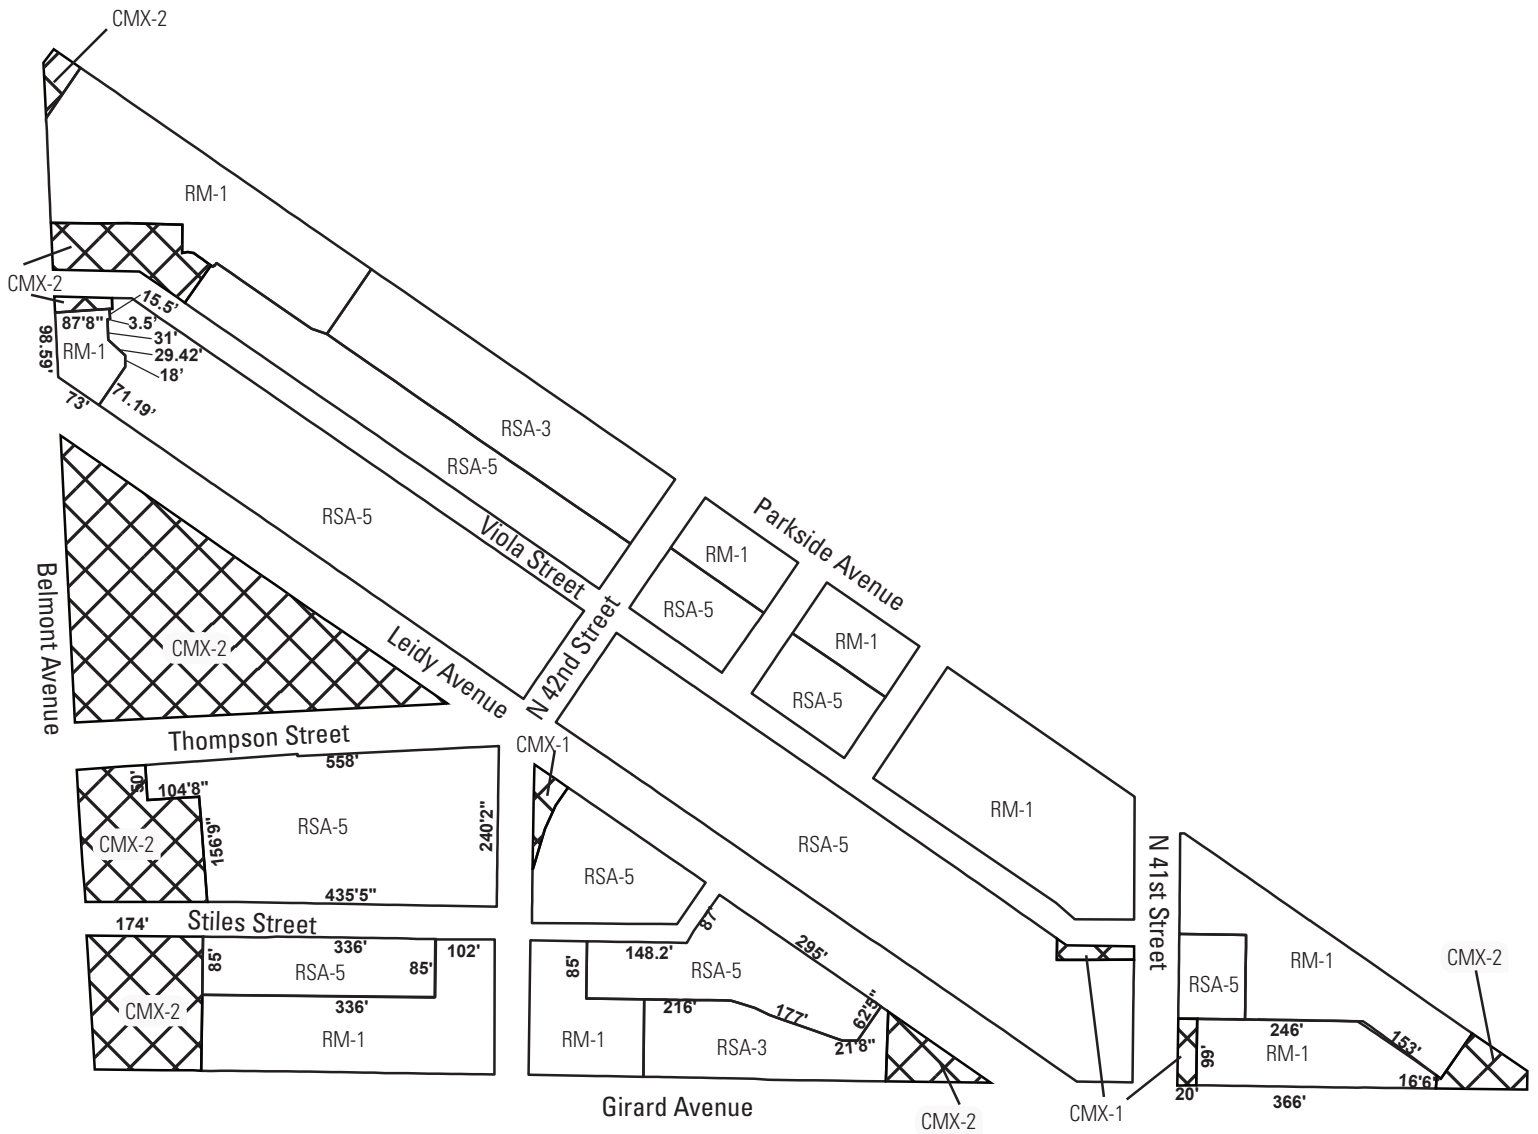 CMX-2
RM-1
CMX-2
15.5'
87'8"
3.5'
31'
RM-1
29.42'
98.59'
18'
73'
71.19'
RSA-3
RSA-5
RSA-5
Viola Street
Parkside Avenue
RM-1
RSA-5
RM-1
RSA-5
Belmont Avenue
CMX-2
Leidy Avenue
N 42nd Street
Thompson Street
CMX-1
558'
50'
104'8"
RSA-5
156'9"
240'2"
CMX-2
435'5"
RM-1
RSA-5
RSA-5
N 41st Street
174'
Stiles Street
336'
102'
85'
85'
RSA-5
336'
CMX-2
RM-1
87'
148.2'
295'
85'
RSA-5
216'
177'
62'5"
RM-1
RSA-3
21'8"
RM-1
CMX-2
RSA-5
246'
153'
99'
RM-1
16'6"
20'
366'
Girard Avenue
CMX-2
CMX-1